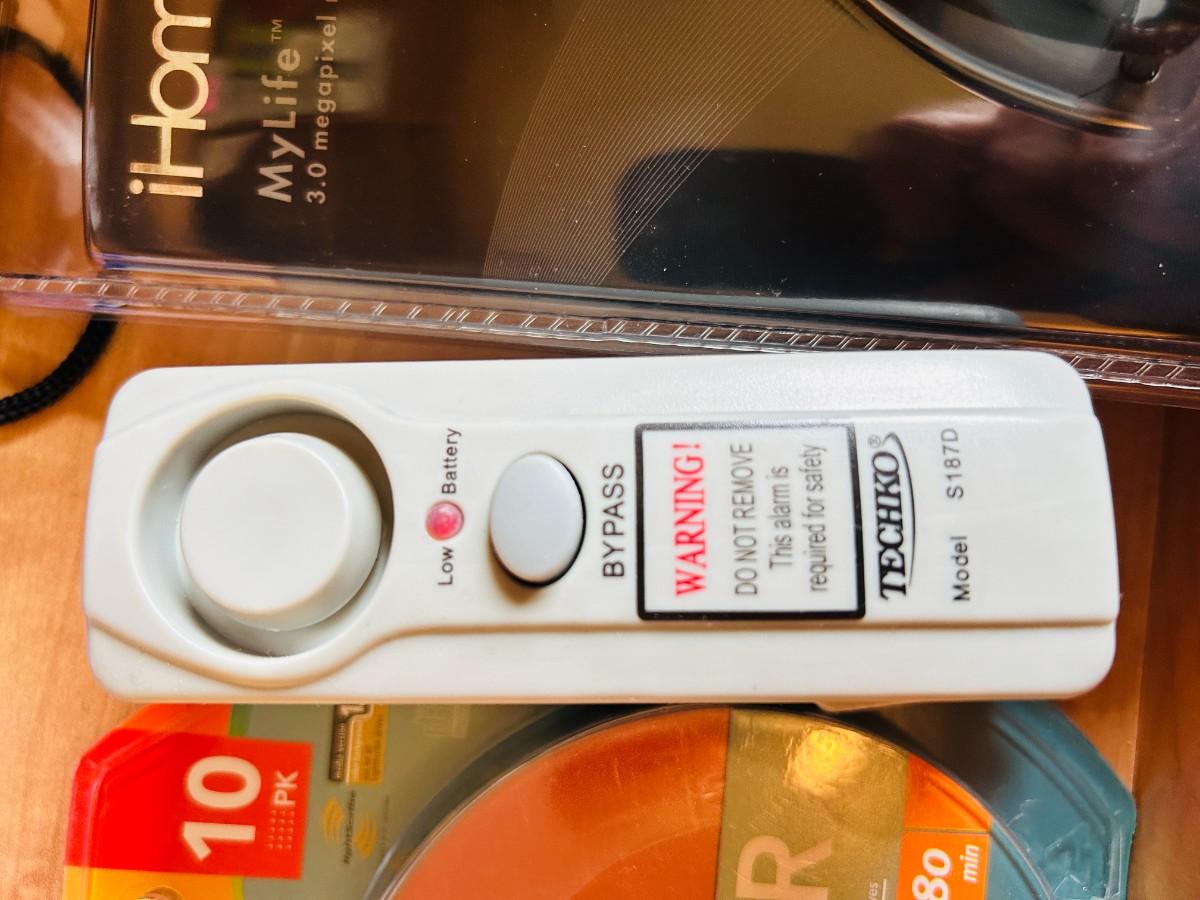 iHom
MyLife™
3.0 megapixel
Low Battery
BYPASS
WARNING!
DO NOT REMOVE
This alarm is
required for safety
TECHKO®
Model S187D
10
PK
LightScribe
R
80
min